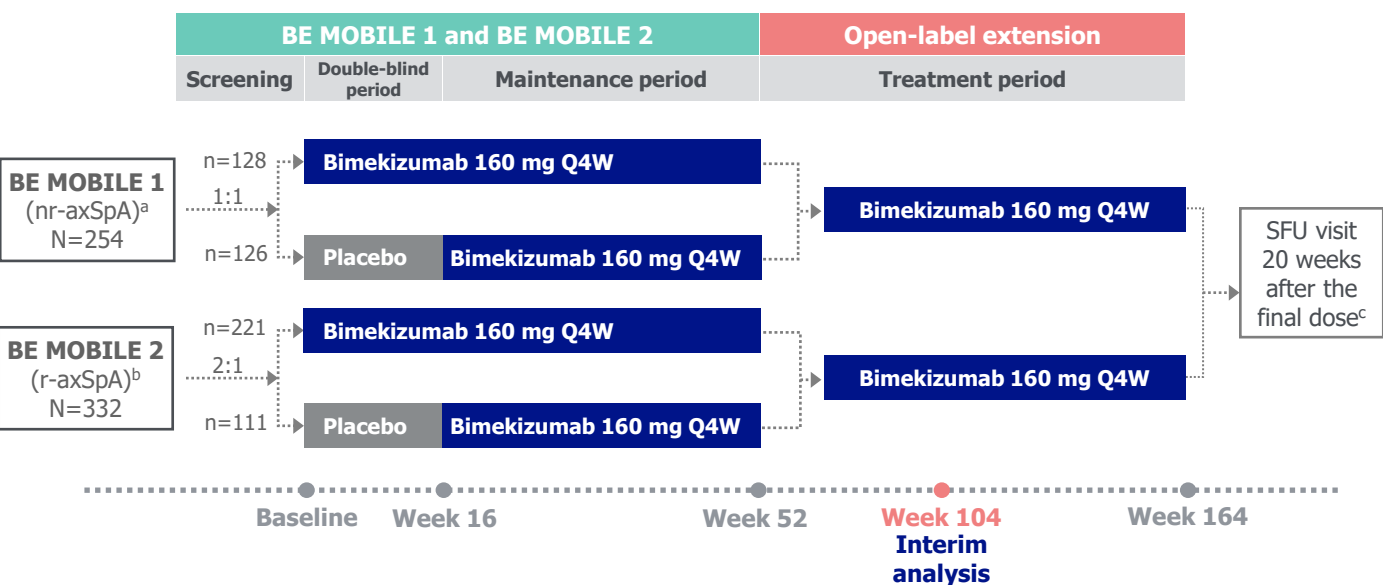 BE MOBILE 1 and BE MOBILE 2
Open-label extension
Screening
Double-blind
period
Maintenance period
Treatment period
BE MOBILE 1
(nr-axSpA)ᵃ
N=254
n=128
1:1
n=126
Bimekizumab 160 mg Q4W
Placebo
Bimekizumab 160 mg Q4W
Bimekizumab 160 mg Q4W
BE MOBILE 2
(r-axSpA)ᵇ
N=332
n=221
2:1
n=111
Bimekizumab 160 mg Q4W
Placebo
Bimekizumab 160 mg Q4W
Bimekizumab 160 mg Q4W
SFU visit
20 weeks
after the
final doseᶜ
Baseline
Week 16
Week 52
Week 104
Interim
analysis
Week 164